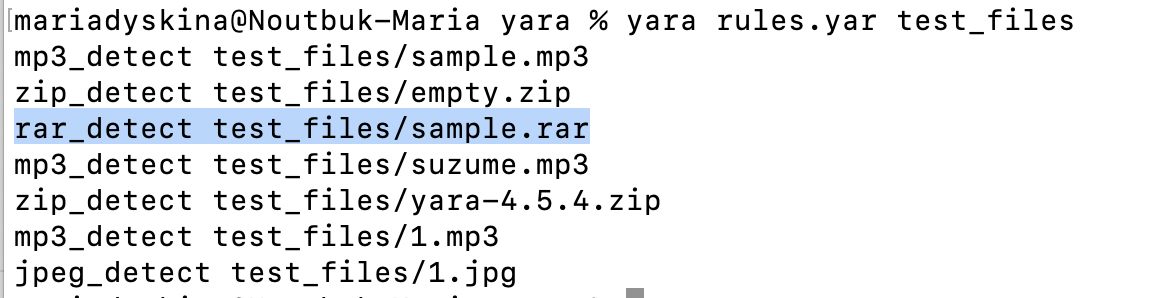 [mariadyskina@Noutbuk-Maria yara % yara rules.yar test_files
mp3_detect test_files/sample.mp3
zip_detect test_files/empty.zip
rar_detect test_files/sample.rar
mp3_detect test_files/suzume.mp3
zip_detect test_files/yara-4.5.4.zip
mp3_detect test_files/1.mp3
jpeg_detect test_files/1.jpg